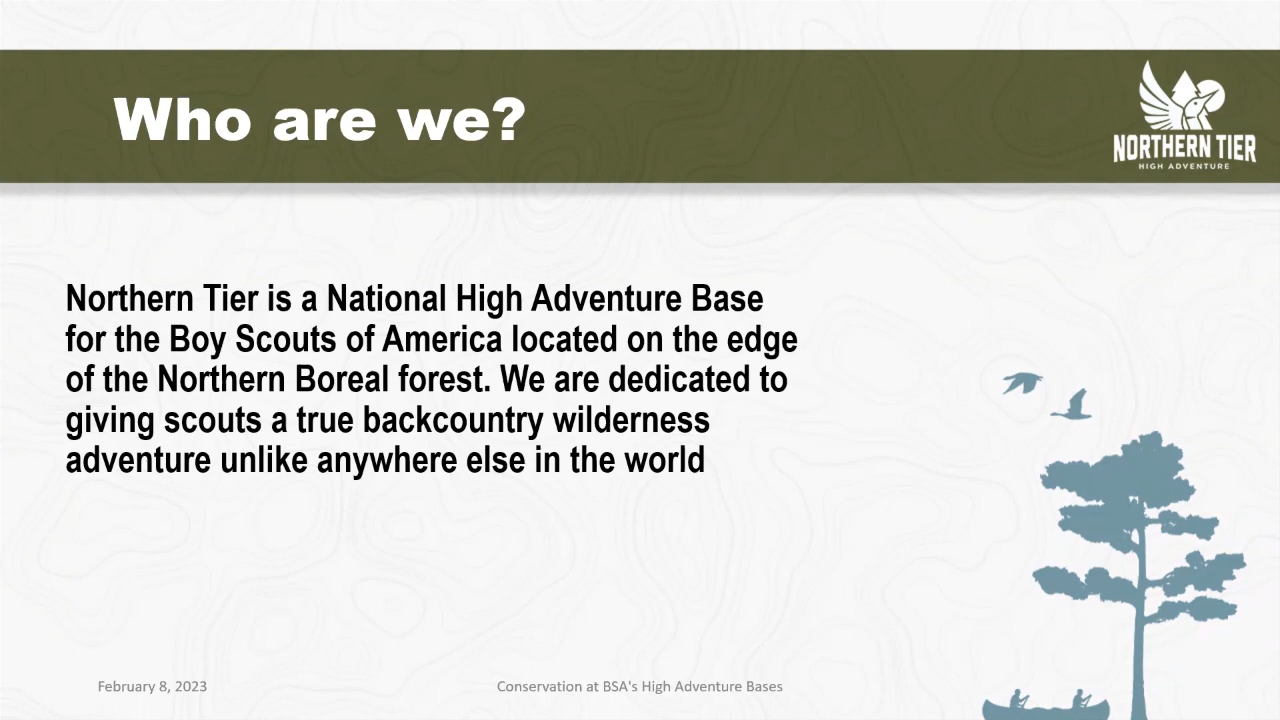 Who are we?
NORTHERN TIER
HIGH ADVENTURE
Northern Tier is a National High Adventure Base
for the Boy Scouts of America located on the edge
of the Northern Boreal forest. We are dedicated to
giving scouts a true backcountry wilderness
adventure unlike anywhere else in the world
February 8, 2023
Conservation at BSA's High Adventure Bases